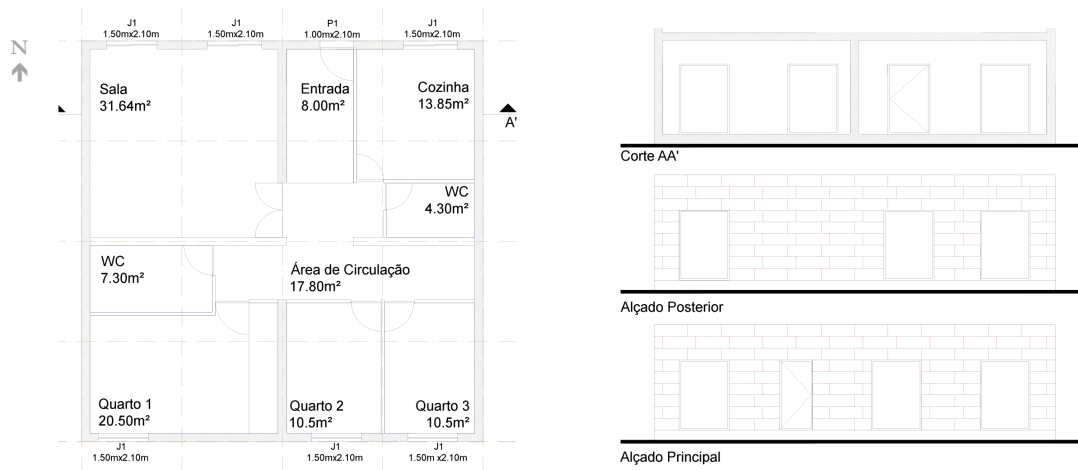 J1
1.50mx2.10m
J1
1.50mx2.10m
P1
1.00mx2.10m
J1
1.50mx2.10m
N
Sala
31.64m²
Entrada
8.00m²
Cozinha
13.85m²
A'
WC
4.30m²
WC
7.30m²
Área de Circulação
17.80m²
Quarto 1
20.50m²
Quarto 2
10.5m²
Quarto 3
10.5m²
J1
1.50mx2.10m
J1
1.50mx2.10m
J1
1.50m x2.10m
Corte AA'
Alçado Posterior
Alçado Principal